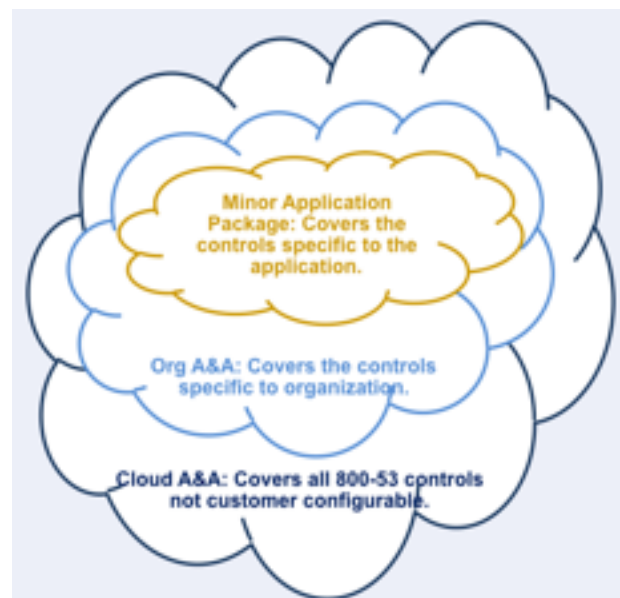 Minor Application
Package: Covers the
controls specific to the
application.
Org A&A: Covers the controls
specific to organization.
Cloud A&A: Covers all 800-53 controls
not customer configurable.